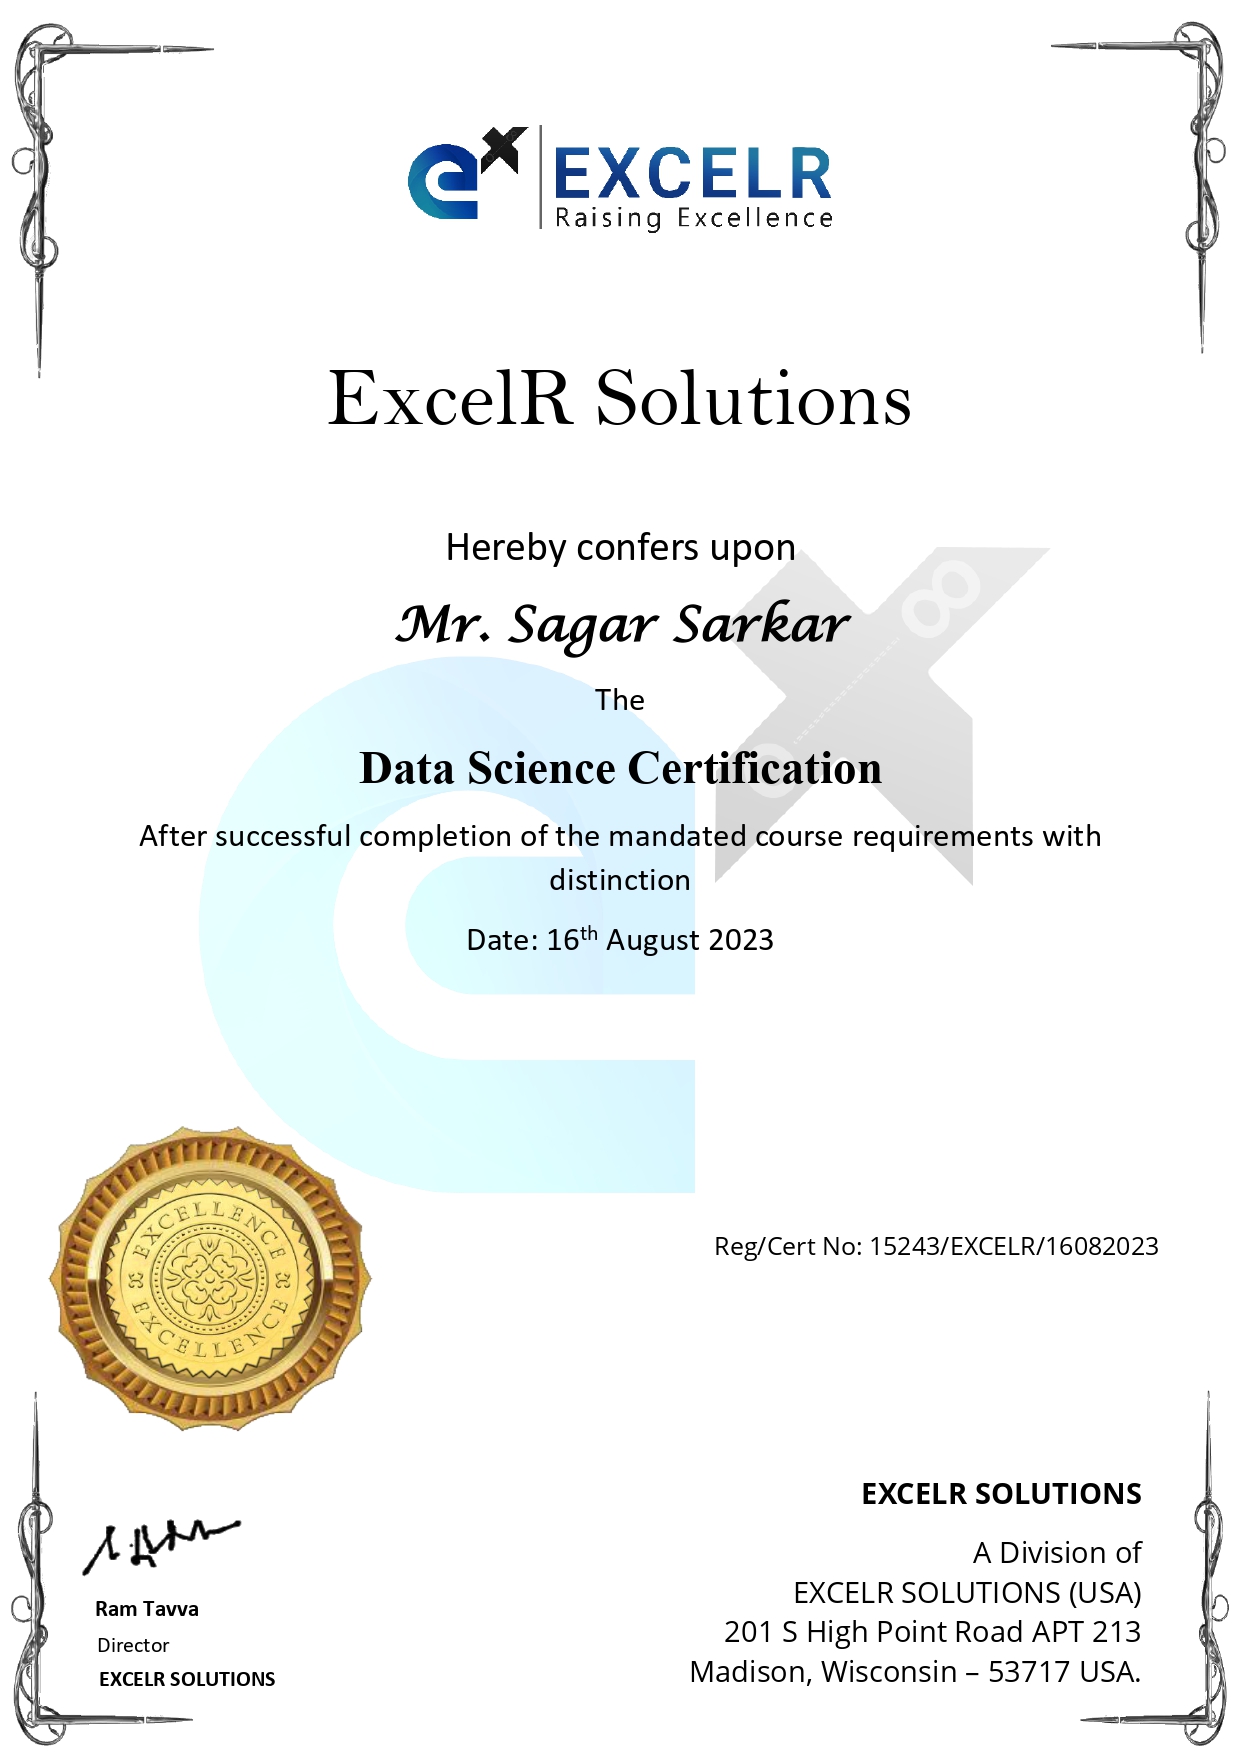 ex EXCELR
Raising Excellence
ExcelR Solutions
Hereby confers upon
Mr. Sagar Sarkar
The
Data Science Certification
After successful completion of the mandated course requirements with
distinction
Date: 16th August 2023
EXCELLENCE
EXCELLENCE
Reg/Cert No: 15243/EXCELR/16082023
EXCELR SOLUTIONS
A Division of
EXCELR SOLUTIONS (USA)
201 S High Point Road APT 213
Madison, Wisconsin – 53717 USA.
Ram Tavva
Director
EXCELR SOLUTIONS